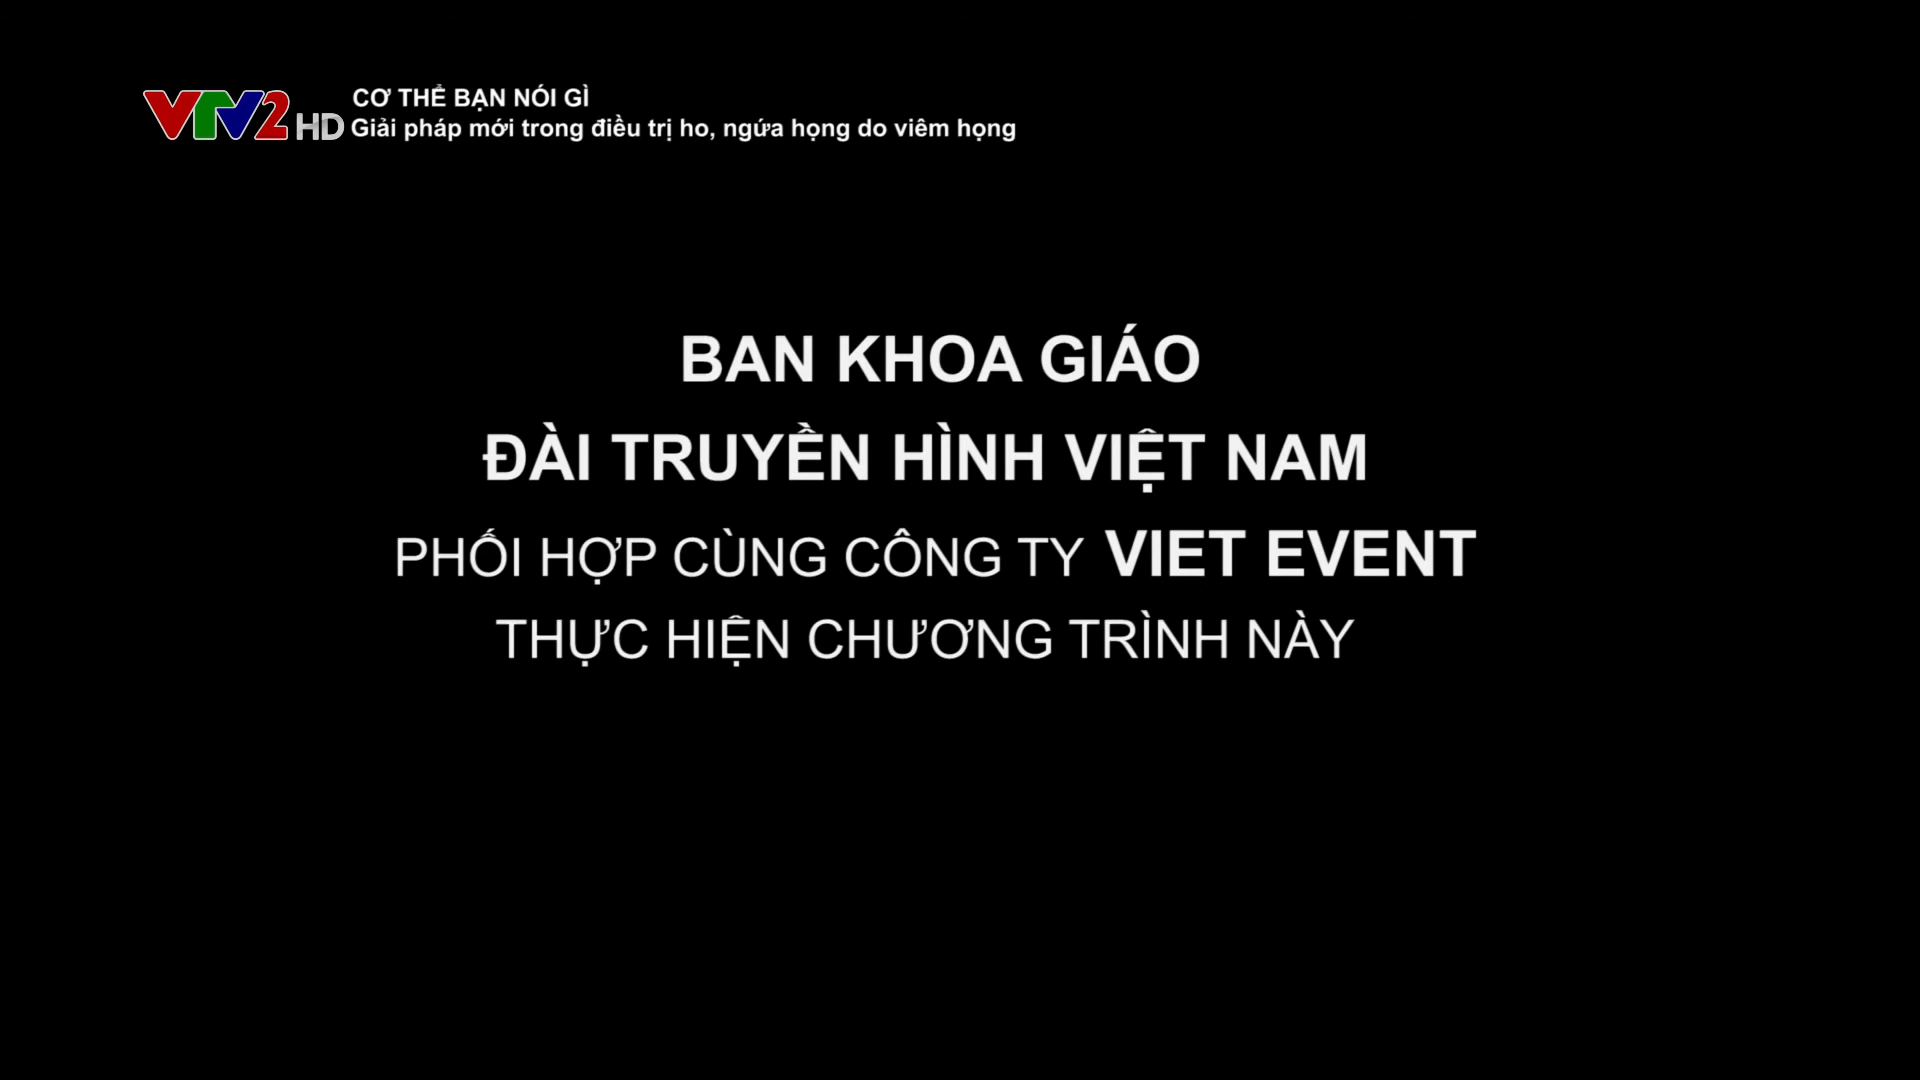 VTV2 HD
CƠ THỂ BẠN NÓI GÌ
Giải pháp mới trong điều trị ho, ngứa họng do viêm họng
BAN KHOA GIÁO
ĐÀI TRUYỀN HÌNH VIỆT NAM
PHỐI HỢP CÙNG CÔNG TY VIET EVENT
THỰC HIỆN CHƯƠNG TRÌNH NÀY